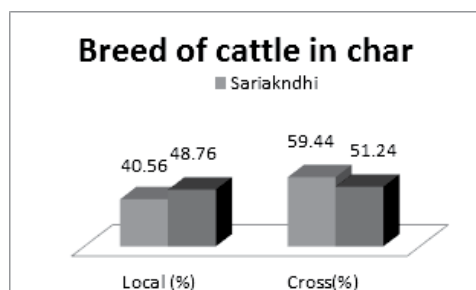 Breed of cattle in char
Sariakndhi
40.56 48.76 59.44 51.24
Local (%) Cross(%)